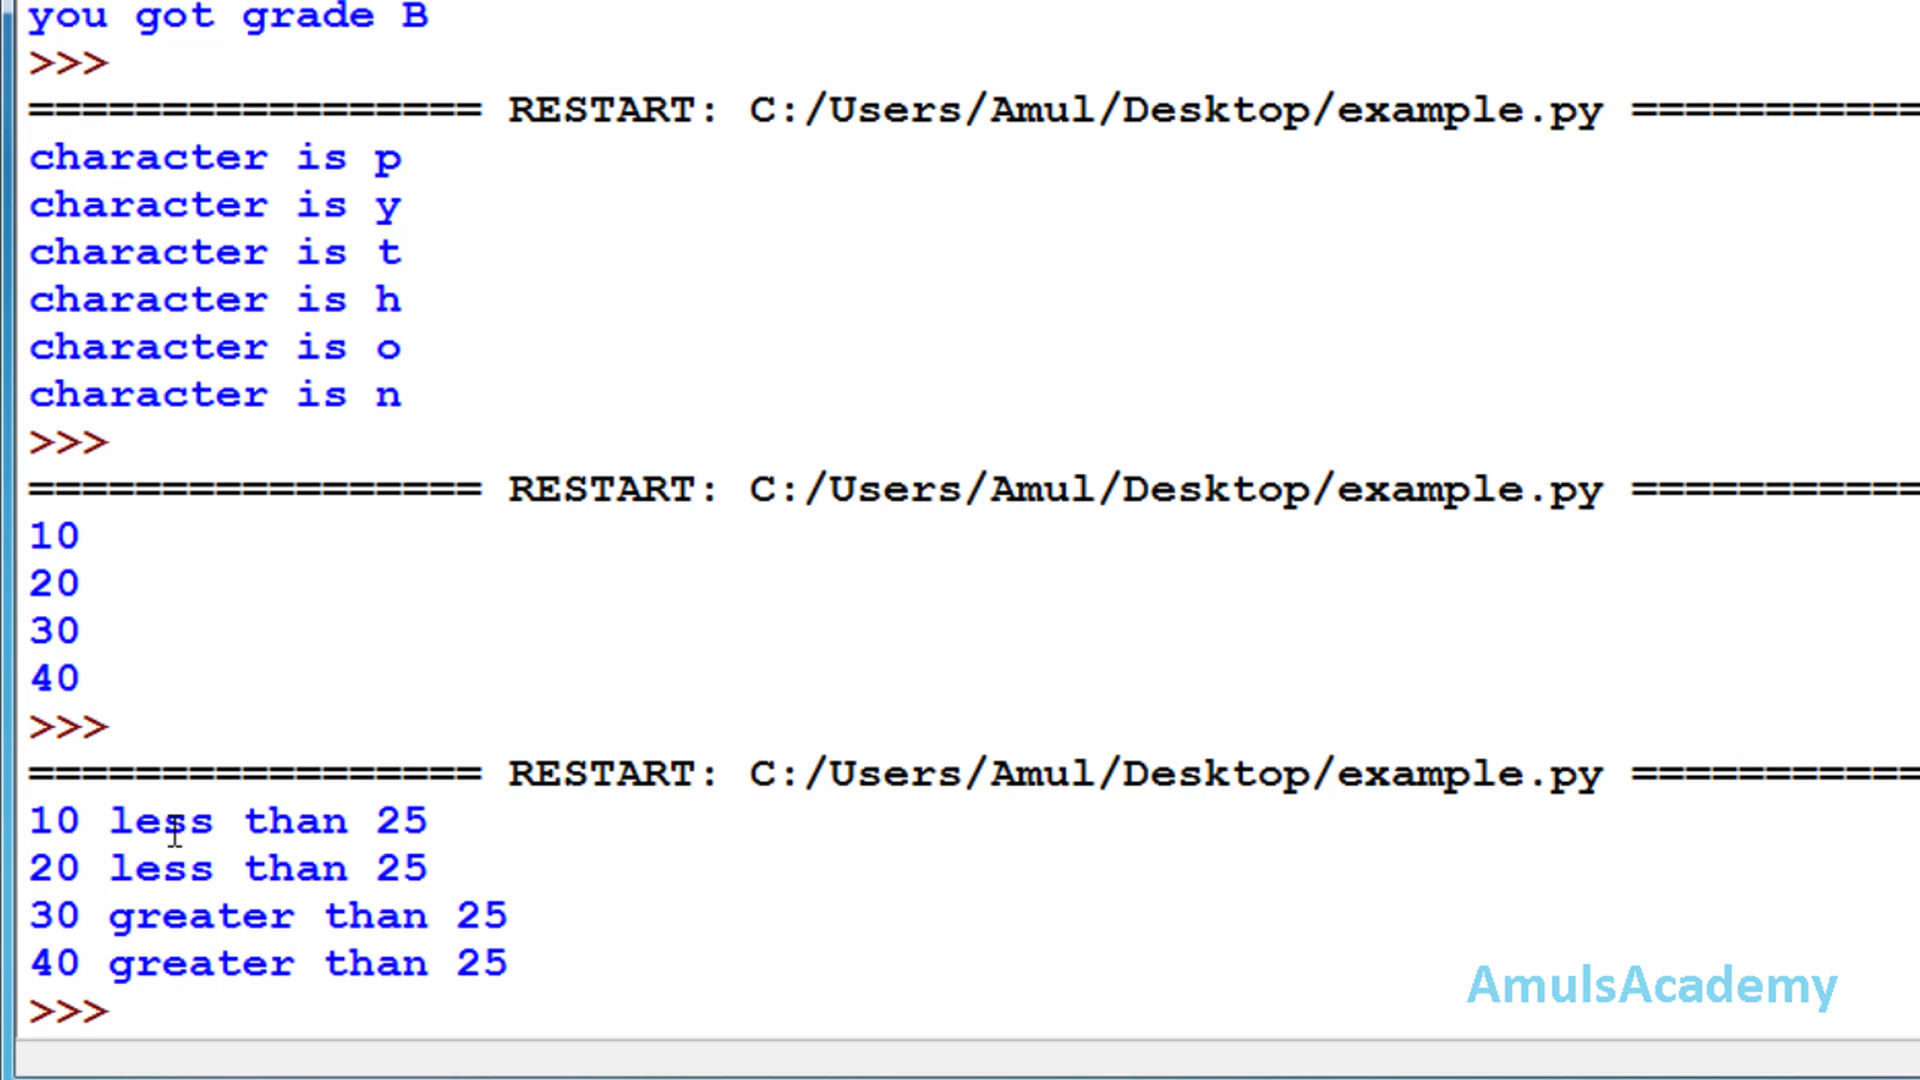 you got grade B
>>>
================= RESTART: C:/Users/Amul/Desktop/example.py ===========
character is p
character is y
character is t
character is h
character is o
character is n
>>>
================= RESTART: C:/Users/Amul/Desktop/example.py ===========
10
20
30
40
>>>
================= RESTART: C:/Users/Amul/Desktop/example.py ===========
10 less than 25
20 less than 25
30 greater than 25
40 greater than 25
>>>
AmulsAcademy